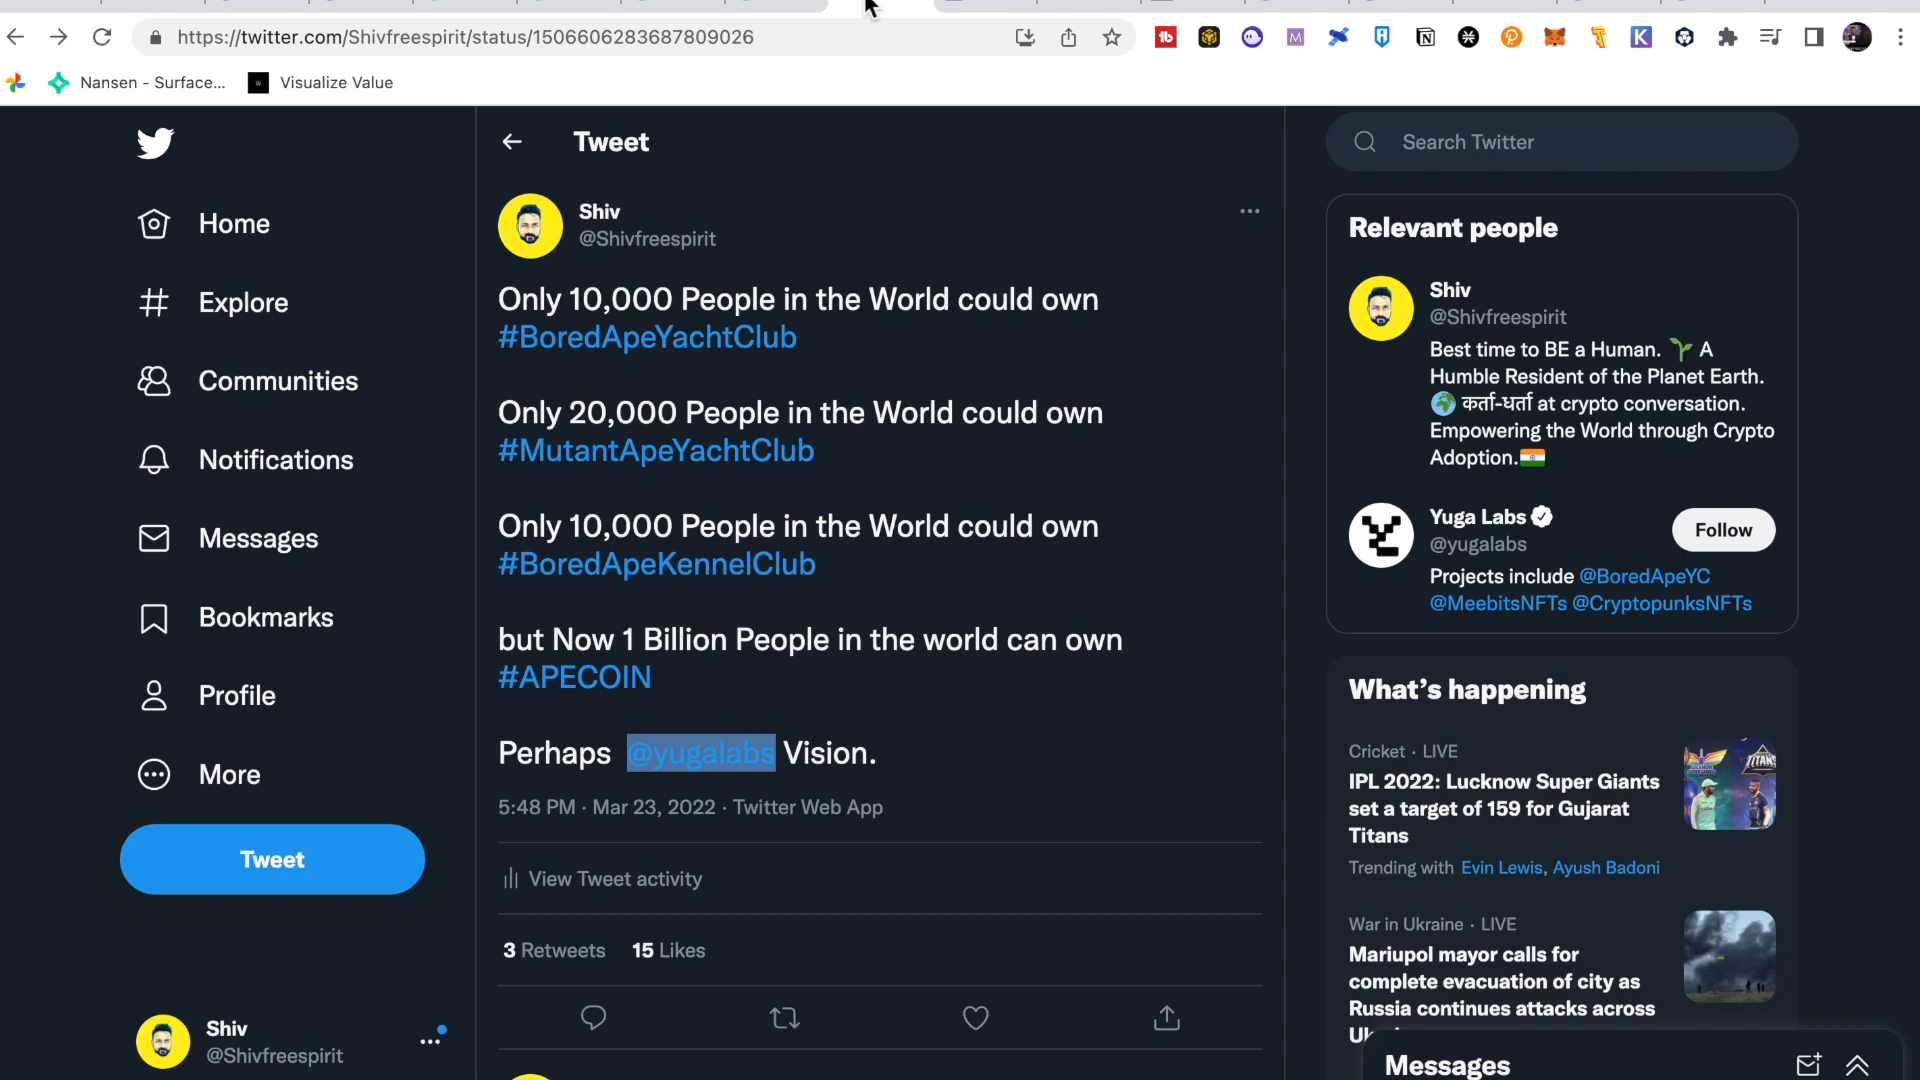 https://twitter.com/Shivfreespirit/status/1506606283687809026
Nansen - Surface...
Visualize Value
Home
Explore
Communities
Notifications
Messages
Bookmarks
Profile
More
Tweet
Shiv
@Shivfreespirit
Tweet
Shiv
@Shivfreespirit
Only 10,000 People in the World could own
#BoredApeYachtClub
Only 20,000 People in the World could own
#MutantApeYachtClub
Only 10,000 People in the World could own
#BoredApeKennelClub
but Now 1 Billion People in the world can own
#APECOIN
Perhaps @yugalabs Vision.
5:48 PM · Mar 23, 2022 · Twitter Web App
View Tweet activity
3 Retweets 15 Likes
Search Twitter
Relevant people
Shiv
@Shivfreespirit
Best time to BE a Human. A
Humble Resident of the Planet Earth.
कर्ता-धर्ता at crypto conversation.
Empowering the World through Crypto
Adoption.
Yuga Labs
@yugalabs
Follow
Projects include @BoredApeYC
@MeebitsNFTs @CryptopunksNFTs
What's happening
Cricket · LIVE
IPL 2022: Lucknow Super Giants
set a target of 159 for Gujarat
Titans
Trending with Evin Lewis, Ayush Badoni
War in Ukraine · LIVE
Mariupol mayor calls for
complete evacuation of city as
Russia continues attacks across
Messages